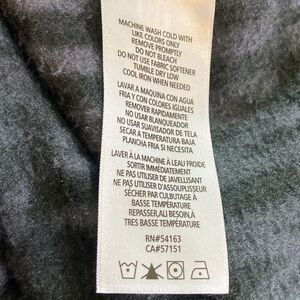 MACHINE WASH COLD WITH
LIKE COLORS ONLY
REMOVE PROMPTLY
DO NOT BLEACH
DO NOT USE FABRIC SOFTENER
TUMBLE DRY LOW
COOL IRON WHEN NEEDED
LAVAR A MAQUINA CON AGUA
FRIA Y CON COLORES IGUALES
REMOVER RAPIDAMENTE
NO USAR BLANQUEADOR
NO USAR SUAVISADOR DE TELA
SECAR A TEMPERATURA BAJA
PLANCHA FRIA SI NECESITA
LAVER À LA MACHINE À L'EAU FROIDE
SORTIR IMMÉDIATEMENT
NE PAS UTILISER DE JAVELLISANT
NE PAS UTILISER D'ASSOUPLISSEUR
SÉCHER PAR CULBUTAGE À
BASSE TEMPÉRATURE
REPASSER, AU BESOIN, À
TRES BASSE TEMPÉRATURE
RN#54163
CA#57151